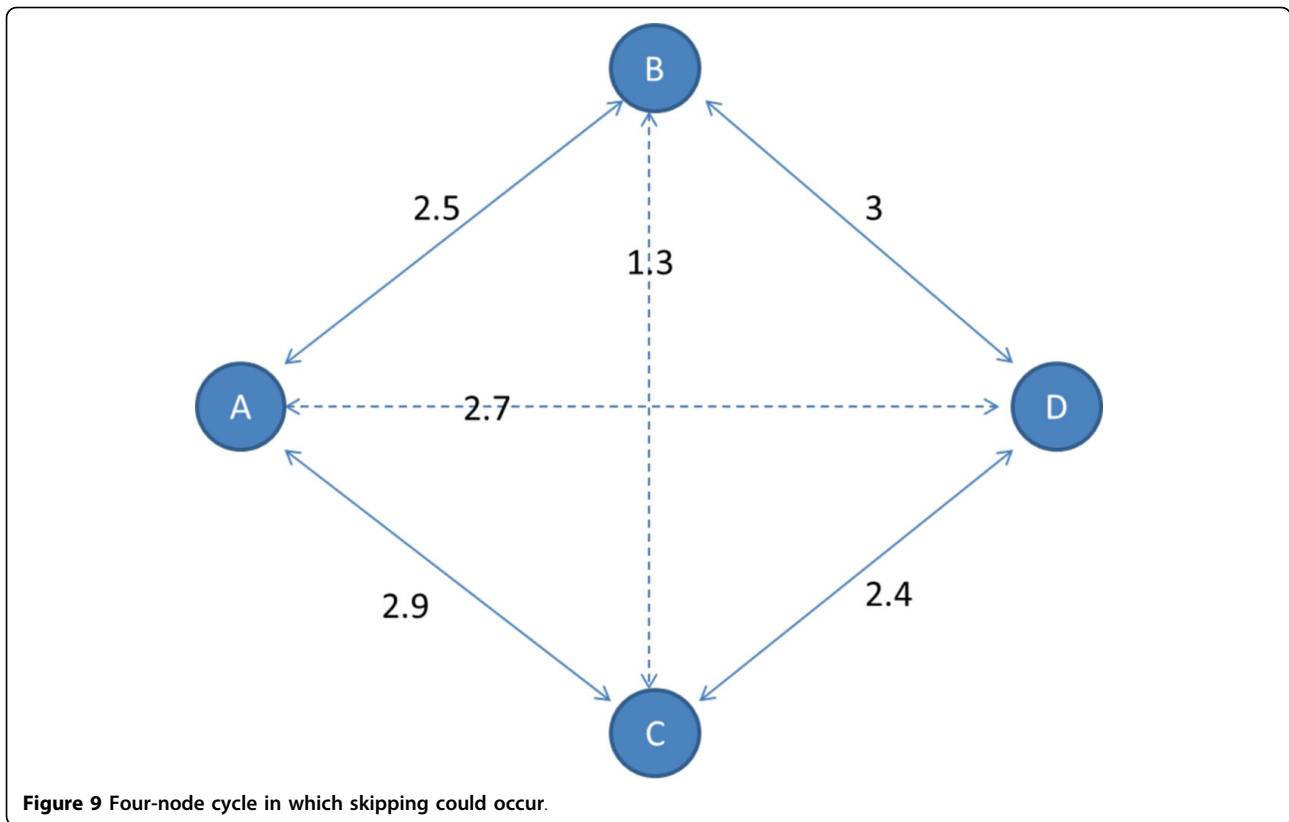 B
2.5
3
1.3
A
2.7
D
2.9
2.4
C
Figure 9 Four-node cycle in which skipping could occur.